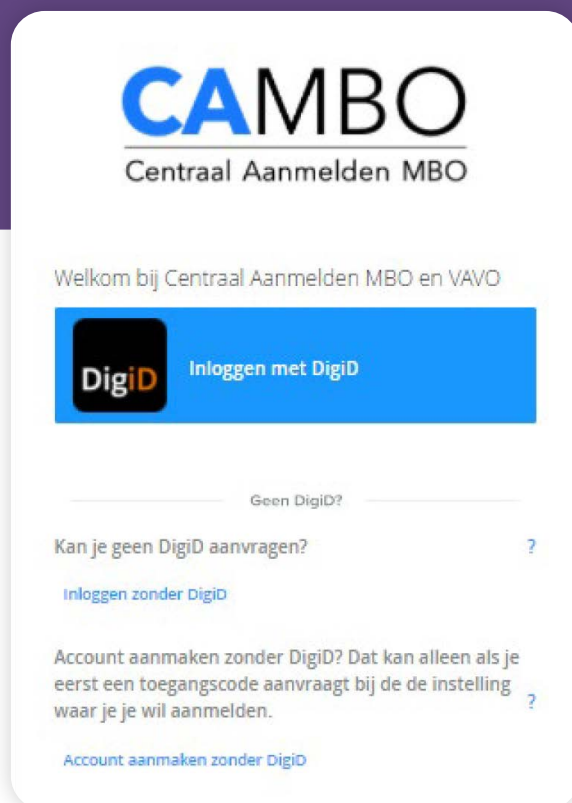 CAMBO
Centraal Aanmelden MBO
Welkom bij Centraal Aanmelden MBO en VAVO
DigiD
Inloggen met DigiD
Geen DigiD?
Kan je geen DigiD aanvragen? ?
Inloggen zonder DigiD
Account aanmaken zonder DigiD? Dat kan alleen als je
eerst een toegangscode aanvraagt bij de de instelling
waar je je wil aanmelden. ?
Account aanmaken zonder DigiD